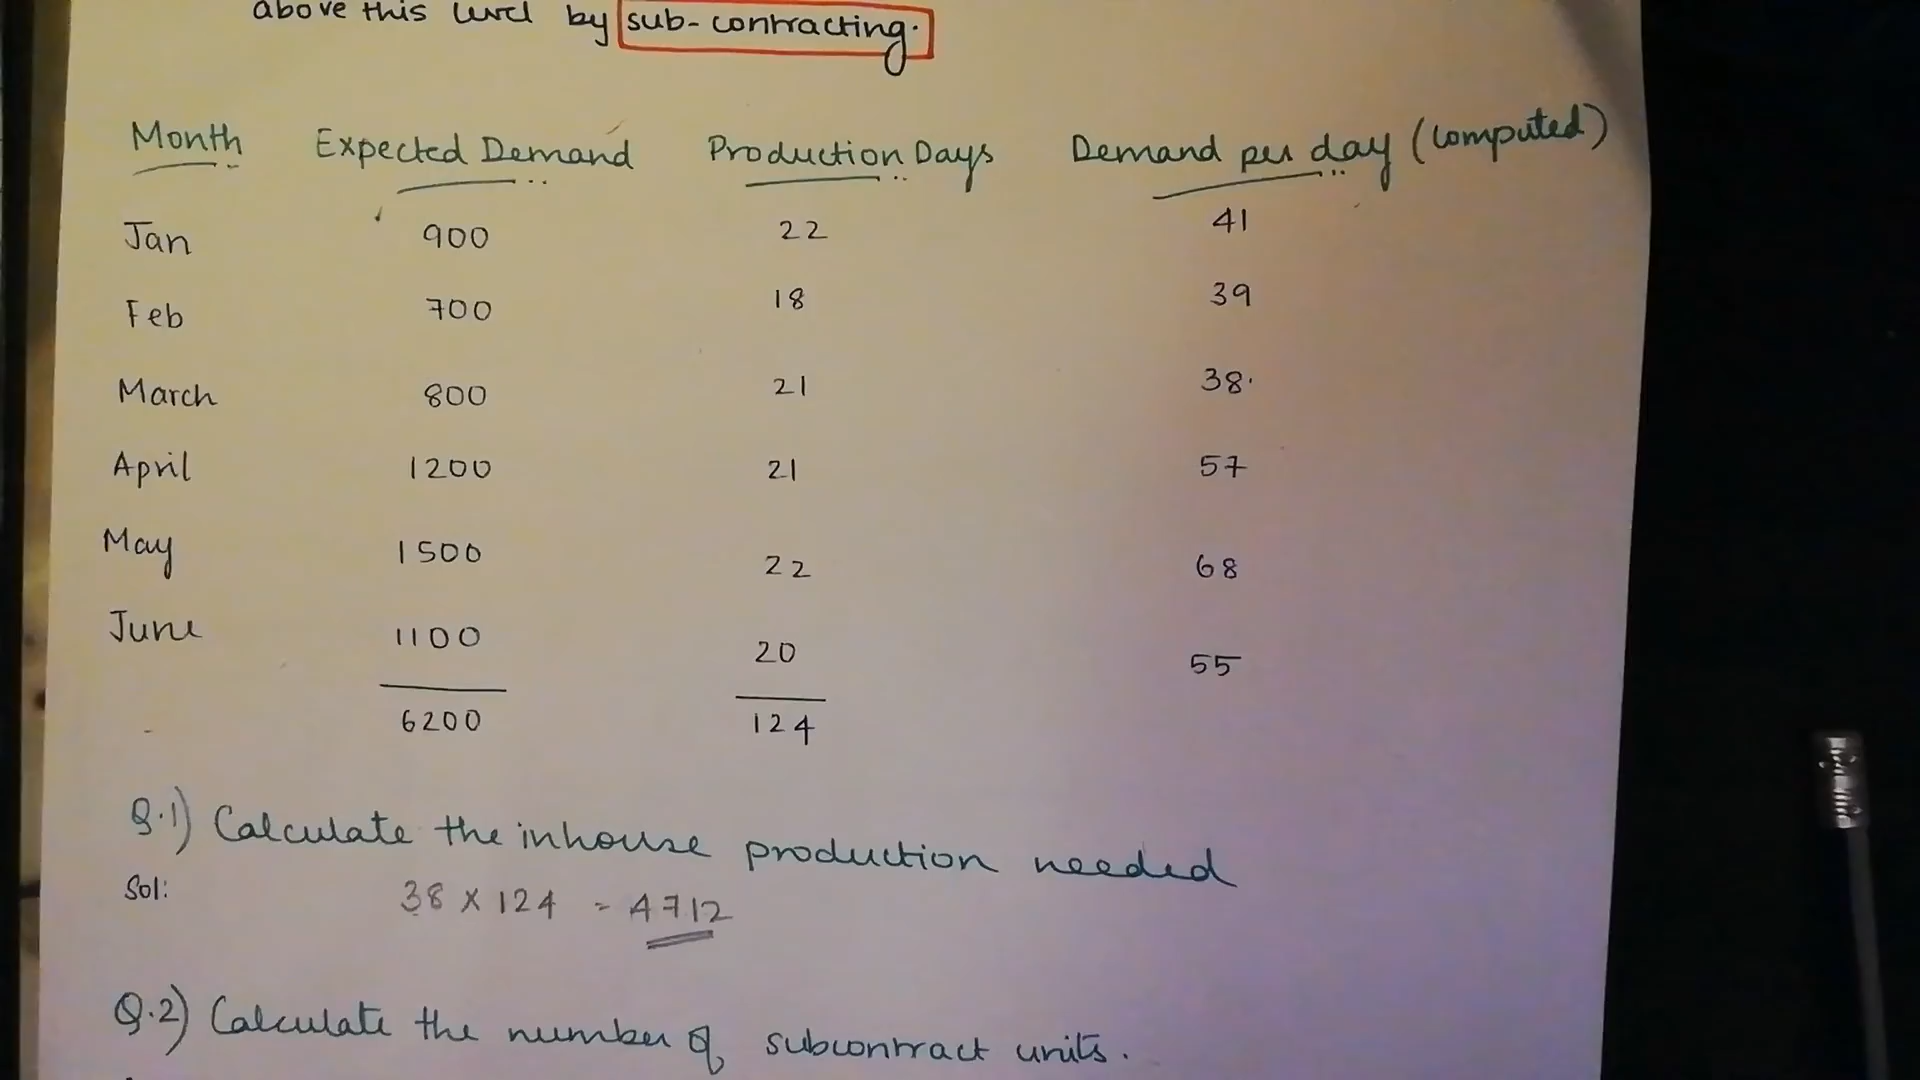 above this level by sub-contracting.
Month Expected Demand Production Days Demand per day (computed)
Jan 900 22 41
Feb 700 18 39
March 800 21 38.
April 1200 21 57
May 1500 22 68
June 1100 20 55
6200 124
Q.1) Calculate the inhouse production needed
Sol: 38 X 124 = 4712
Q.2) Calculate the number of subcontract units.